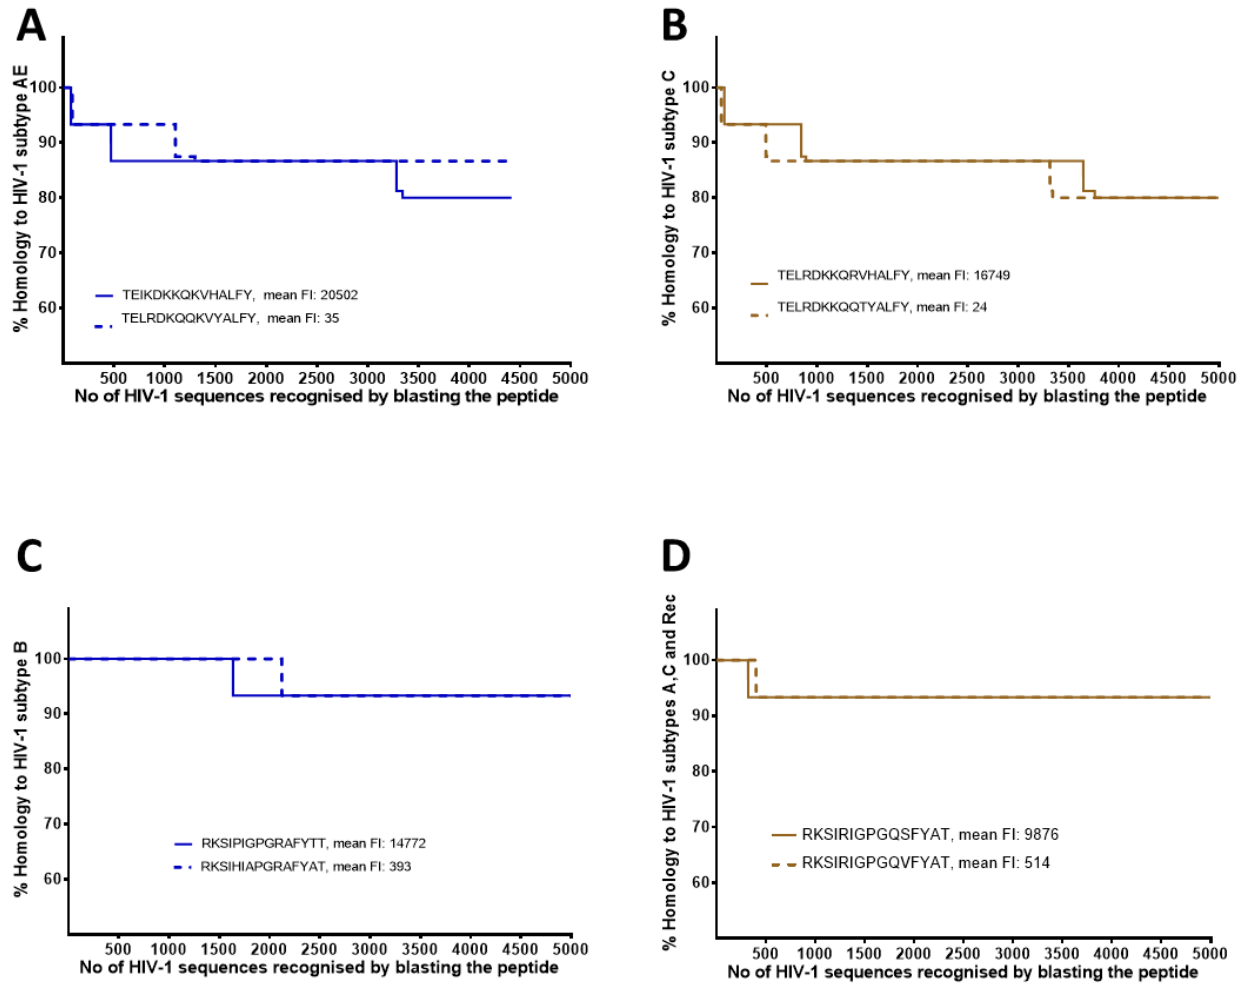 A
% Homology to HIV-1 subtype AE
100
90
80
70
60
TEIKDKKQKVHALFY, mean FI: 20502
TELRDKQQKVYALFY, mean FI: 35
500 1000 1500 2000 2500 3000 3500 4000 4500 5000
No of HIV-1 sequences recognised by blasting the peptide
B
% Homology to HIV-1 subtype C
100
90
80
70
60
TELRDKKQRVHALFY, mean FI: 16749
TELRDKKQQTYALFY, mean FI: 24
500 1000 1500 2000 2500 3000 3500 4000 4500 5000
No of HIV-1 sequences recognised by blasting the peptide
C
% Homology to HIV-1 subtype B
100
90
80
70
60
RKSIPIGPGRAFYTT, mean FI: 14772
RKSIHIAPGRAFYAT, mean FI: 393
500 1000 1500 2000 2500 3000 3500 4000 4500 5000
No of HIV-1 sequences recognised by blasting the peptide
D
% Homology to HIV-1 subtypes A,C and Rec
100
90
80
70
60
RKSIRIGPGQSFYAT, mean FI: 9876
RKSIRIGPGQVFYAT, mean FI: 514
500 1000 1500 2000 2500 3000 3500 4000 4500 5000
No of HIV-1 sequences recognised by blasting the peptide